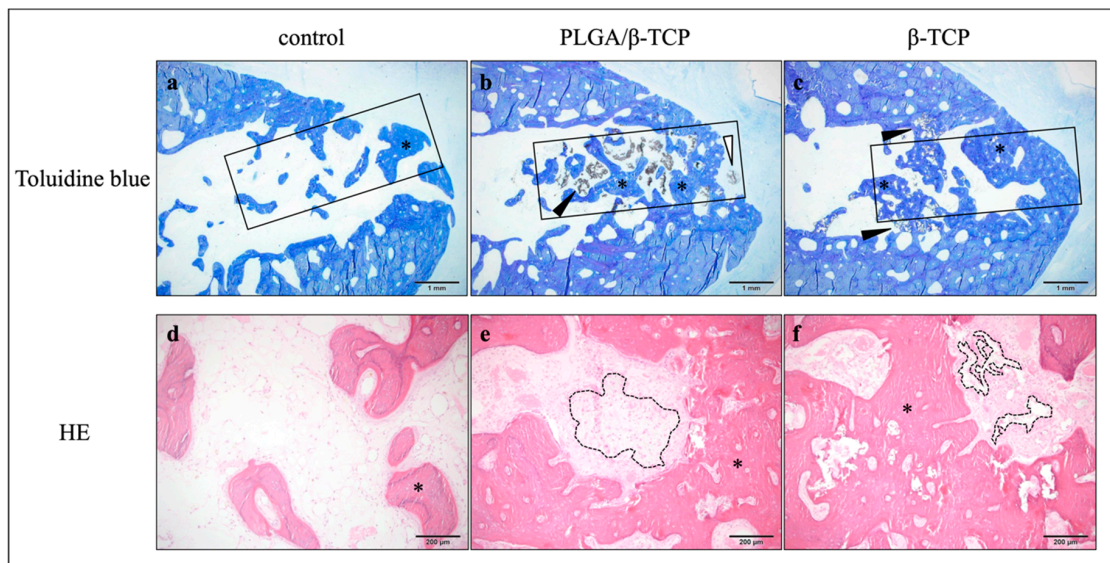 control PLGA/β-TCP β-TCP
Toluidine blue
a b c
* * * * *
1 mm 1 mm 1 mm
HE
d e f
* * *
200 μm 200 μm 200 μm